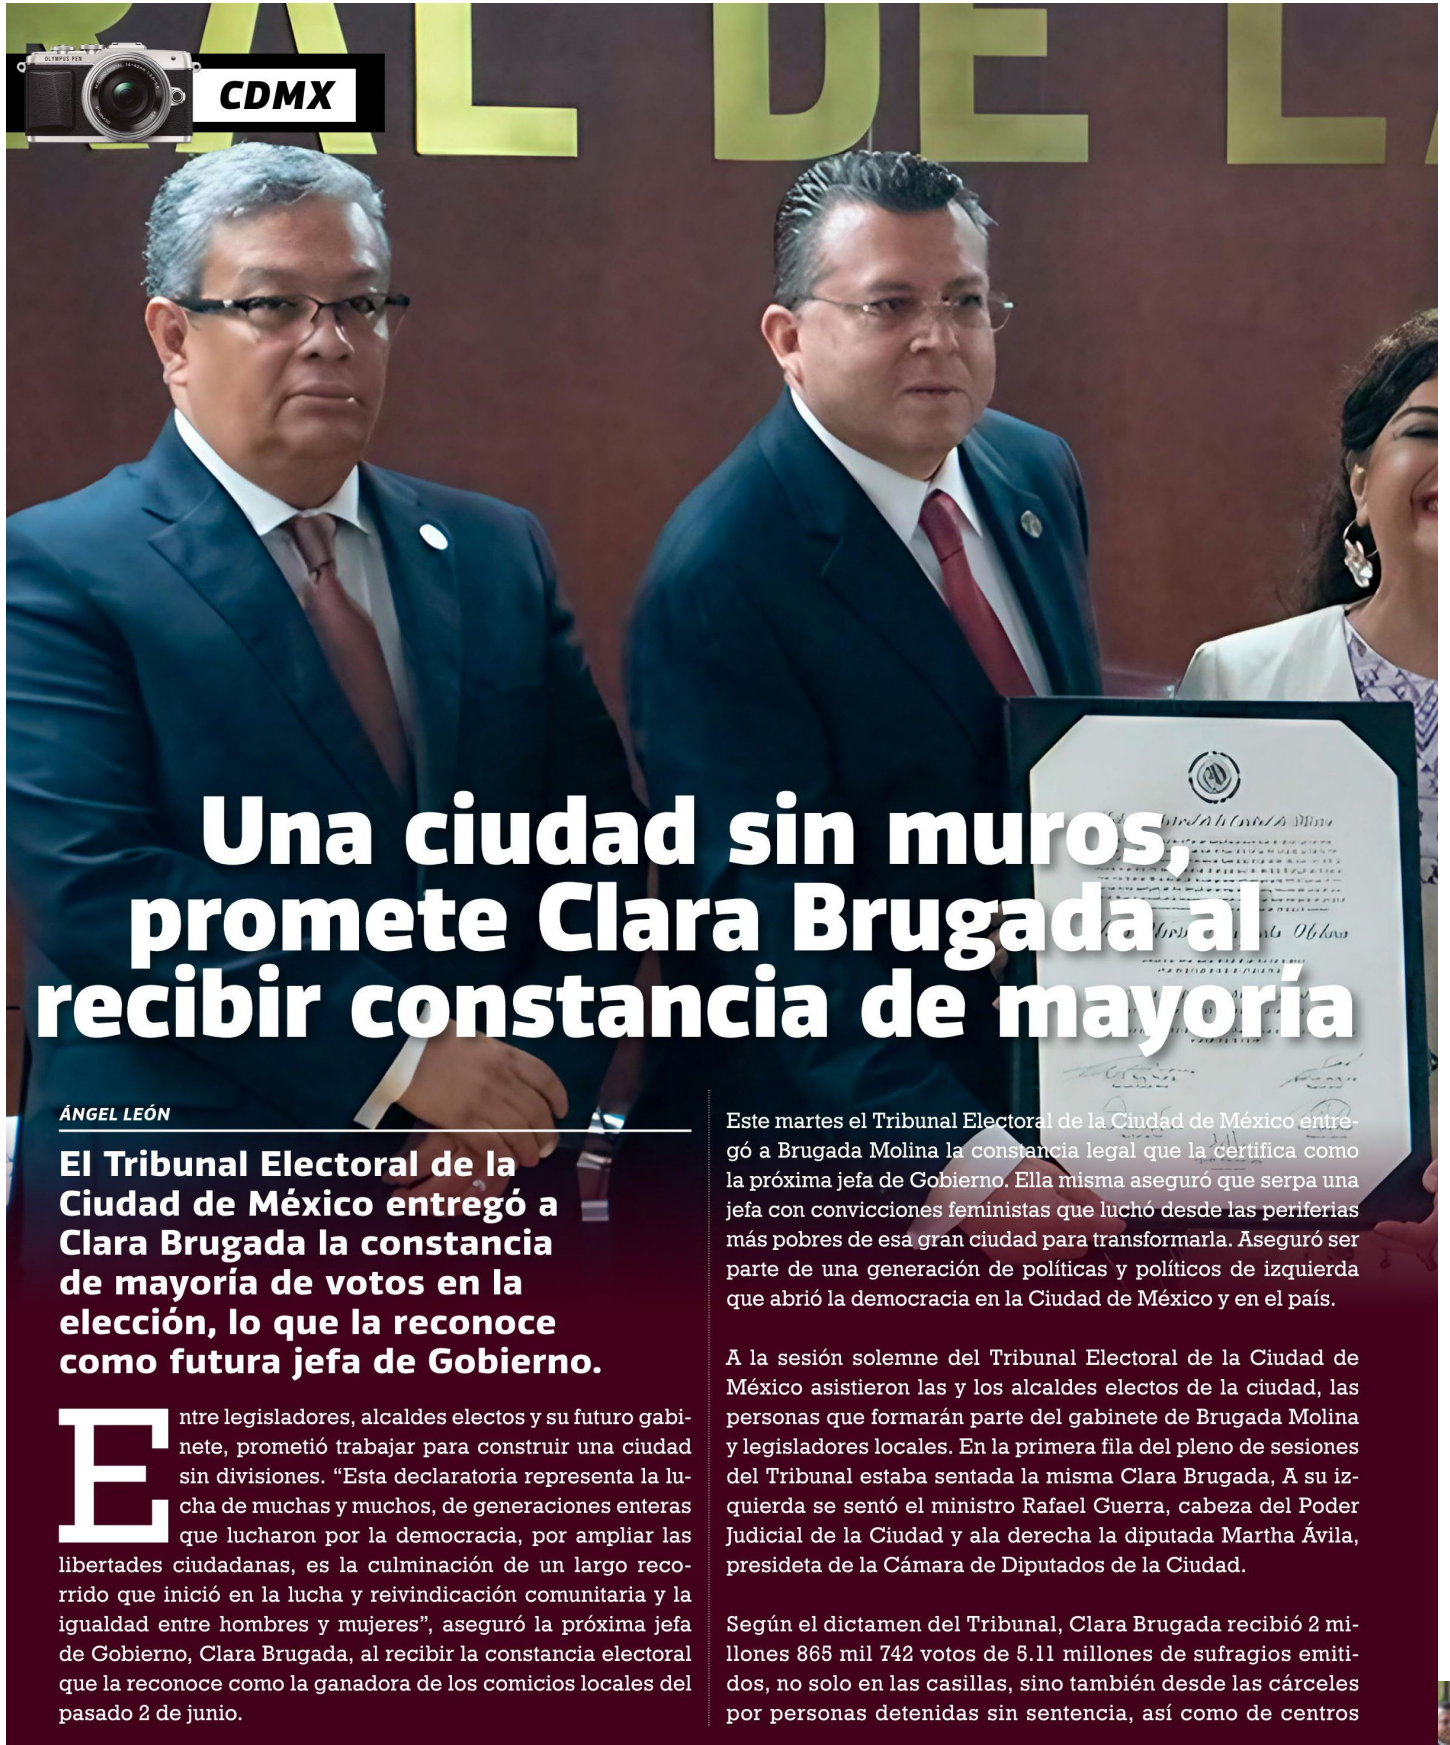 RAL DE LA
OLYMPUS PEN
CDMX
Una ciudad sin muros,
promete Clara Brugada al
recibir constancia de mayoría
ÁNGEL LEÓN
El Tribunal Electoral de la
Ciudad de México entregó a
Clara Brugada la constancia
de mayoría de votos en la
elección, lo que la reconoce
como futura jefa de Gobierno.
Entre legisladores, alcaldes electos y su futuro gabi-
nete, prometió trabajar para construir una ciudad
sin divisiones. “Esta declaratoria representa la lu-
cha de muchas y muchos, de generaciones enteras
que lucharon por la democracia, por ampliar las
libertades ciudadanas, es la culminación de un largo reco-
rrido que inició en la lucha y reivindicación comunitaria y la
igualdad entre hombres y mujeres”, aseguró la próxima jefa
de Gobierno, Clara Brugada, al recibir la constancia electoral
que la reconoce como la ganadora de los comicios locales del
pasado 2 de junio.
Este martes el Tribunal Electoral de la Ciudad de México entre-
gó a Brugada Molina la constancia legal que la certifica como
la próxima jefa de Gobierno. Ella misma aseguró que serpa una
jefa con convicciones feministas que luchó desde las periferias
más pobres de esa gran ciudad para transformarla. Aseguró ser
parte de una generación de políticas y políticos de izquierda
que abrió la democracia en la Ciudad de México y en el país.
A la sesión solemne del Tribunal Electoral de la Ciudad de
México asistieron las y los alcaldes electos de la ciudad, las
personas que formarán parte del gabinete de Brugada Molina
y legisladores locales. En la primera fila del pleno de sesiones
del Tribunal estaba sentada la misma Clara Brugada, A su iz-
quierda se sentó el ministro Rafael Guerra, cabeza del Poder
Judicial de la Ciudad y ala derecha la diputada Martha Ávila,
presideta de la Cámara de Diputados de la Ciudad.
Según el dictamen del Tribunal, Clara Brugada recibió 2 mi-
llones 865 mil 742 votos de 5.11 millones de sufragios emiti-
dos, no solo en las casillas, sino también desde las cárceles
por personas detenidas sin sentencia, así como de centros